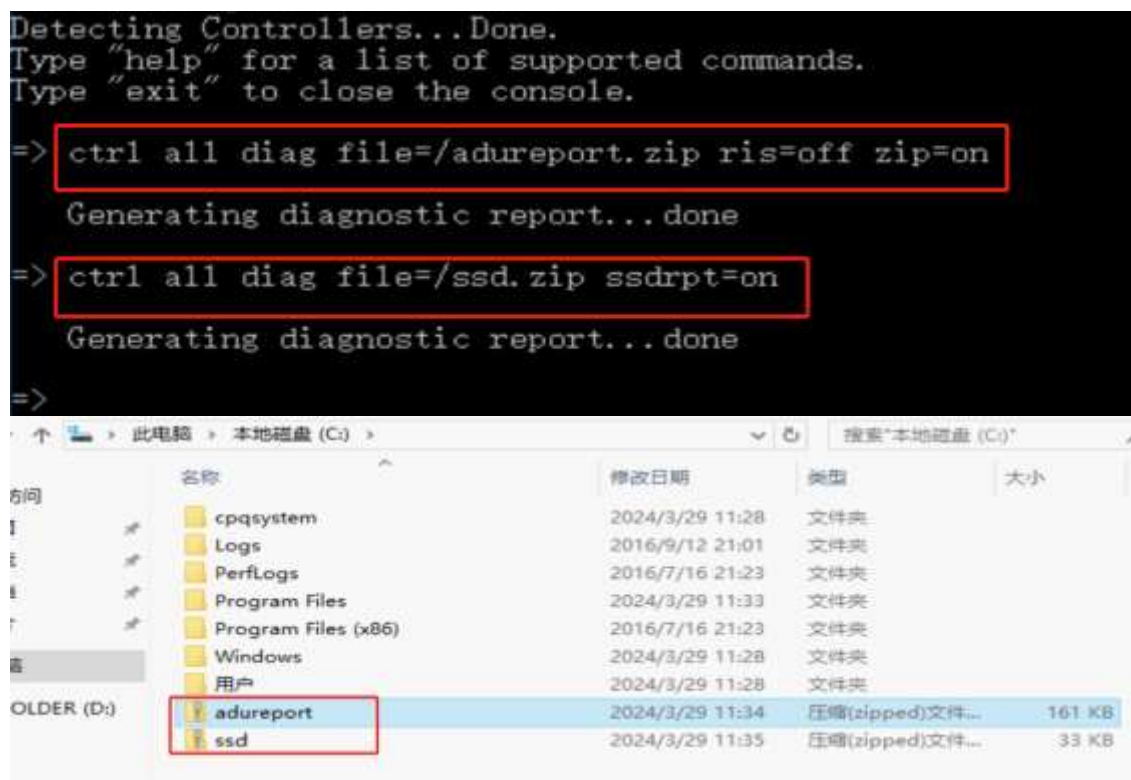 Detecting Controllers...Done.
Type "help" for a list of supported commands.
Type "exit" to close the console.
=> ctrl all diag file=/adureport.zip ris=off zip=on
Generating diagnostic report...done
=> ctrl all diag file=/ssd.zip ssdrpt=on
Generating diagnostic report...done
=>
此电脑 › 本地磁盘 (C:) › 搜索"本地磁盘 (C:)"
名称 修改日期 类型 大小
访问
cpqsystem 2024/3/29 11:28 文件夹
Logs 2016/9/12 21:01 文件夹
PerfLogs 2016/7/16 21:23 文件夹
Program Files 2024/3/29 11:33 文件夹
Program Files (x86) 2016/7/16 21:23 文件夹
Windows 2024/3/29 11:28 文件夹
用户 2024/3/29 11:28 文件夹
OLDER (D:) adureport 2024/3/29 11:34 压缩(zipped)文件... 161 KB
ssd 2024/3/29 11:35 压缩(zipped)文件... 33 KB